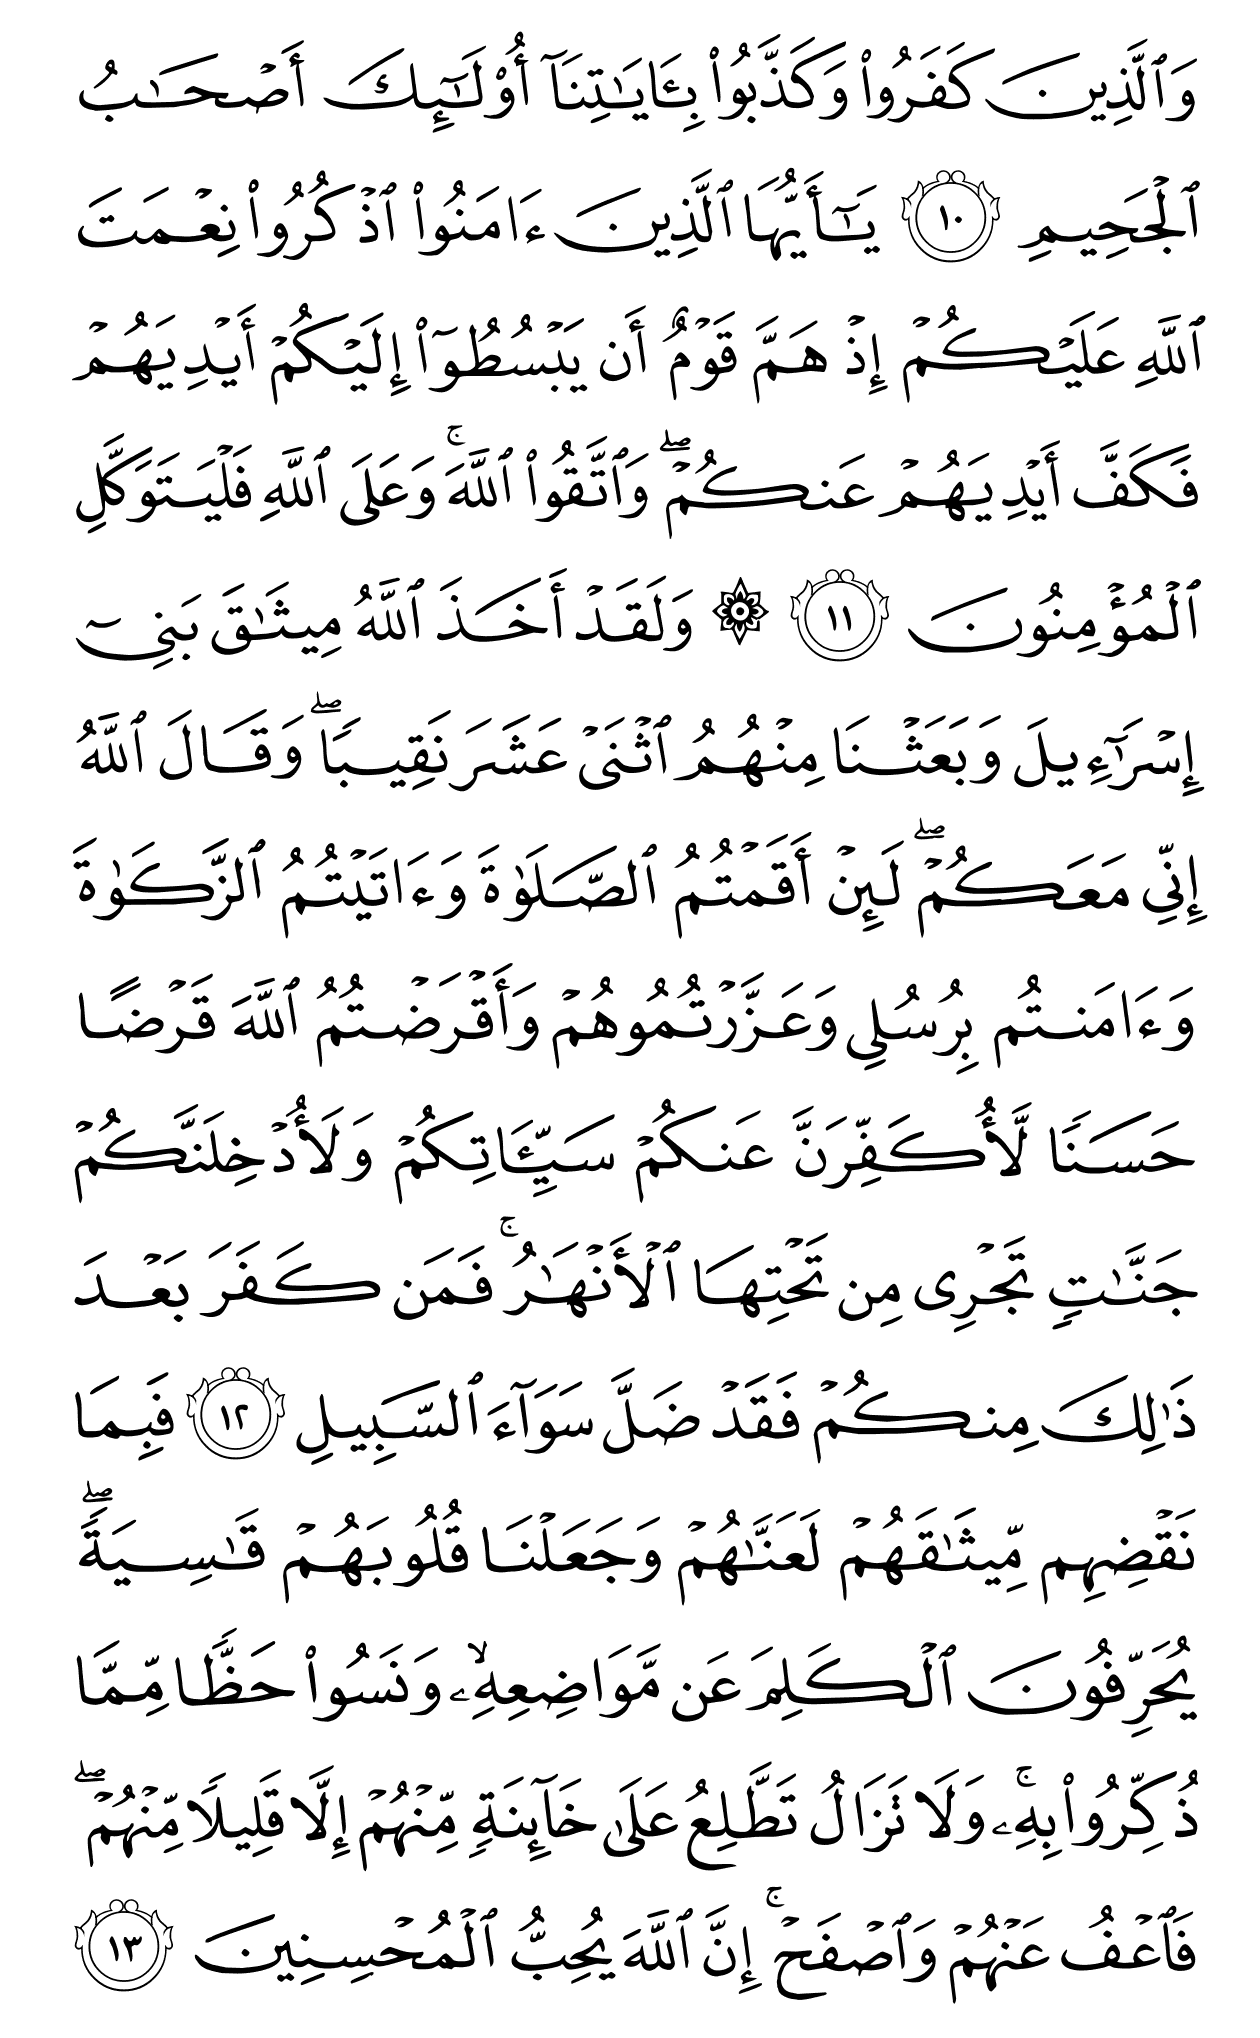 وَٱلَّذِينَ كَفَرُوا۟ وَكَذَّبُوا۟ بِـَٔايَـٰتِنَآ أُو۟لَـٰٓئِكَ أَصْحَـٰبُ
ٱلْجَحِيمِ ١٠ يَـٰٓأَيُّهَا ٱلَّذِينَ ءَامَنُوا۟ ٱذْكُرُوا۟ نِعْمَتَ
ٱللَّهِ عَلَيْكُمْ إِذْ هَمَّ قَوْمٌ أَن يَبْسُطُوٓا۟ إِلَيْكُمْ أَيْدِيَهُمْ
فَكَفَّ أَيْدِيَهُمْ عَنكُمْ ۖ وَٱتَّقُوا۟ ٱللَّهَ ۚ وَعَلَى ٱللَّهِ فَلْيَتَوَكَّلِ
ٱلْمُؤْمِنُونَ ١١ ۞ وَلَقَدْ أَخَذَ ٱللَّهُ مِيثَـٰقَ بَنِىٓ
إِسْرَٰٓءِيلَ وَبَعَثْنَا مِنْهُمُ ٱثْنَىْ عَشَرَ نَقِيبًا ۖ وَقَالَ ٱللَّهُ
إِنِّى مَعَكُمْ ۖ لَئِنْ أَقَمْتُمُ ٱلصَّلَوٰةَ وَءَاتَيْتُمُ ٱلزَّكَوٰةَ
وَءَامَنتُم بِرُسُلِى وَعَزَّرْتُمُوهُمْ وَأَقْرَضْتُمُ ٱللَّهَ قَرْضًا
حَسَنًا لَّأُكَفِّرَنَّ عَنكُمْ سَيِّـَٔاتِكُمْ وَلَأُدْخِلَنَّكُمْ
جَنَّـٰتٍ تَجْرِى مِن تَحْتِهَا ٱلْأَنْهَـٰرُ ۚ فَمَن كَفَرَ بَعْدَ
ذَٰلِكَ مِنكُمْ فَقَدْ ضَلَّ سَوَآءَ ٱلسَّبِيلِ ١٢ فَبِمَا
نَقْضِهِم مِّيثَـٰقَهُمْ لَعَنَّـٰهُمْ وَجَعَلْنَا قُلُوبَهُمْ قَـٰسِيَةً ۖ
يُحَرِّفُونَ ٱلْكَلِمَ عَن مَّوَاضِعِهِۦ ۙ وَنَسُوا۟ حَظًّا مِّمَّا
ذُكِّرُوا۟ بِهِۦ ۚ وَلَا تَزَالُ تَطَّلِعُ عَلَىٰ خَآئِنَةٍ مِّنْهُمْ إِلَّا قَلِيلًا مِّنْهُمْ ۖ
فَٱعْفُ عَنْهُمْ وَٱصْفَحْ ۚ إِنَّ ٱللَّهَ يُحِبُّ ٱلْمُحْسِنِينَ ١٣